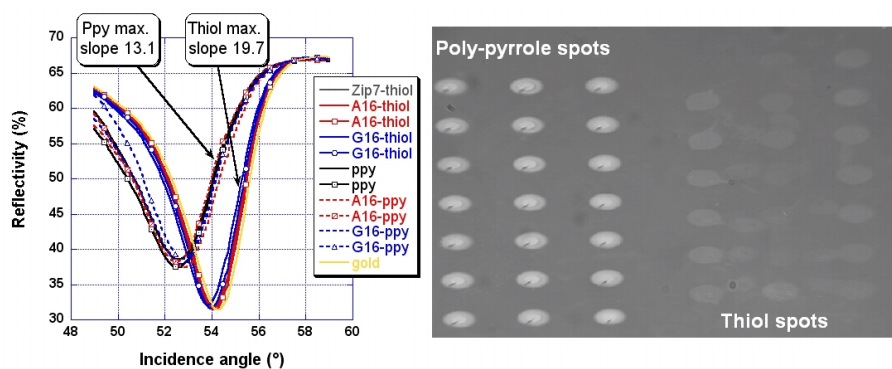 Ppy max.
slope 13.1
Thiol max.
slope 19.7
70
65
60
55
50
45
40
35
30
Reflectivity (%)
48
50
52
54
56
58
60
Incidence angle (°)
Zip7-thiol
A16-thiol
A16-thiol
G16-thiol
G16-thiol
ppy
ppy
A16-ppy
A16-ppy
G16-ppy
G16-ppy
gold
Poly-pyrrole spots
Thiol spots